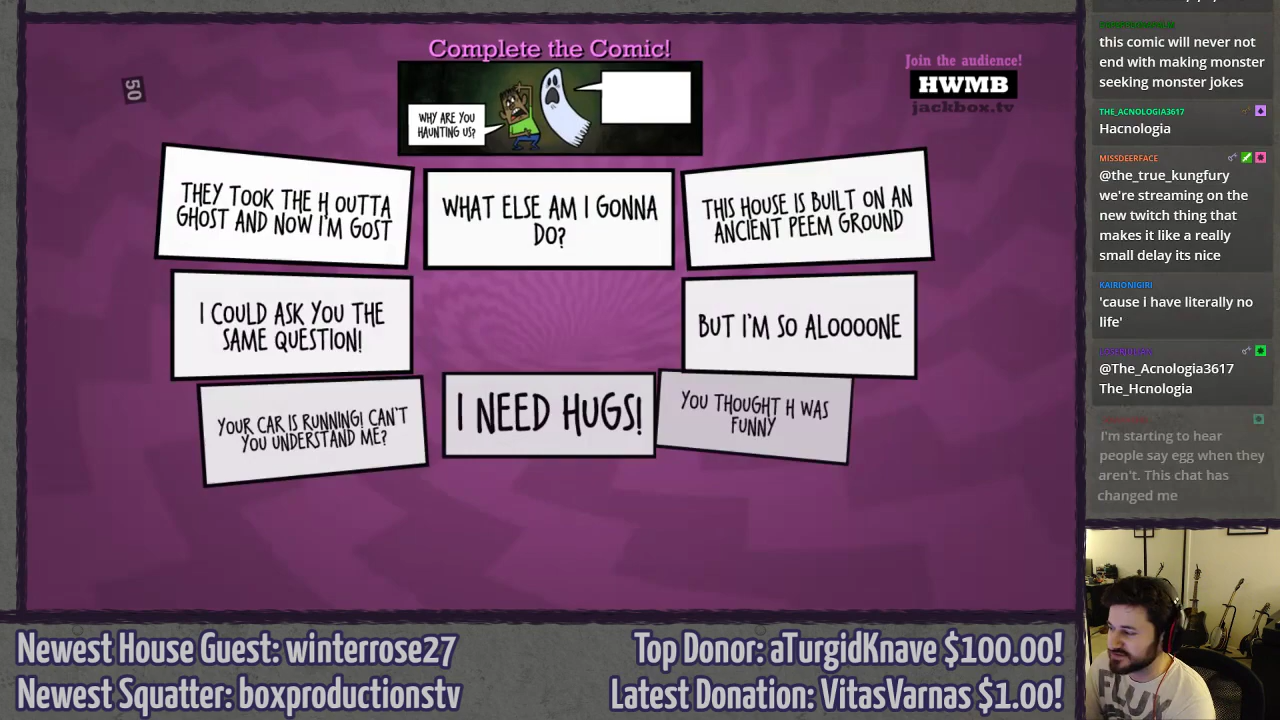 Complete the Comic!
50
Join the audience!
HWMB
jackbox.tv
WHY ARE YOU
HAUNTING US?
THEY TOOK THE H OUTTA
GHOST AND NOW I'M GOST
WHAT ELSE AM I GONNA
DO?
THIS HOUSE IS BUILT ON AN
ANCIENT PEEM GROUND
I COULD ASK YOU THE
SAME QUESTION!
BUT I'M SO ALOOOONE
YOUR CAR IS RUNNING! CAN'T
YOU UNDERSTAND ME?
I NEED HUGS!
YOU THOUGHT H WAS
FUNNY
this comic will never not
end with making monster
seeking monster jokes
THE_ACNOLOGIA3617
Hacnologia
MISSDEERFACE
@the_true_kungfury
we're streaming on the
new twitch thing that
makes it like a really
small delay its nice
KAIRIONIGIRI
'cause i have literally no
life'
@The_Acnologia3617
The_Hcnologia
I'm starting to hear
people say egg when they
aren't. This chat has
changed me
Newest House Guest: winterrose27
Newest Squatter: boxproductionstv
Top Donor: aTurgidKnave $100.00!
Latest Donation: VitasVarnas $1.00!